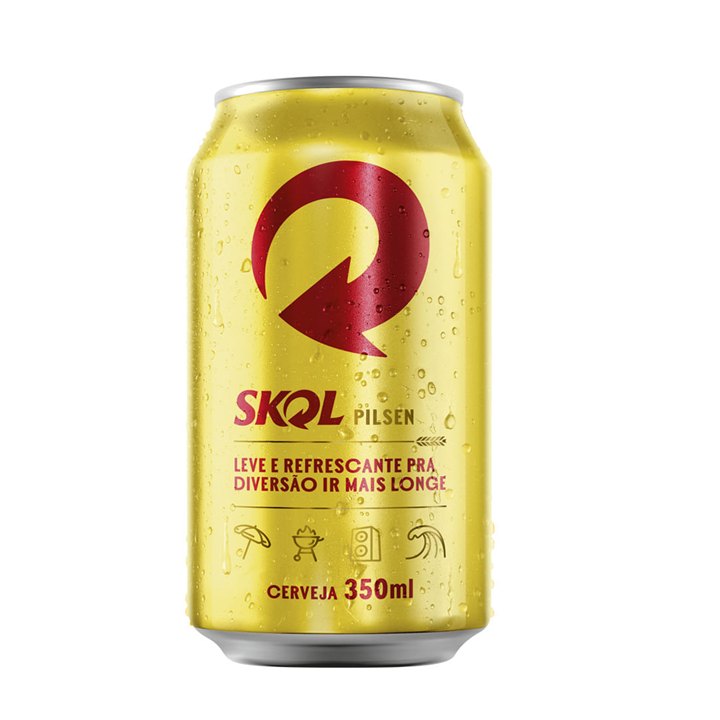 SKOL PILSEN
LEVE E REFRESCANTE PRA
DIVERSÃO IR MAIS LONGE
CERVEJA 350ml